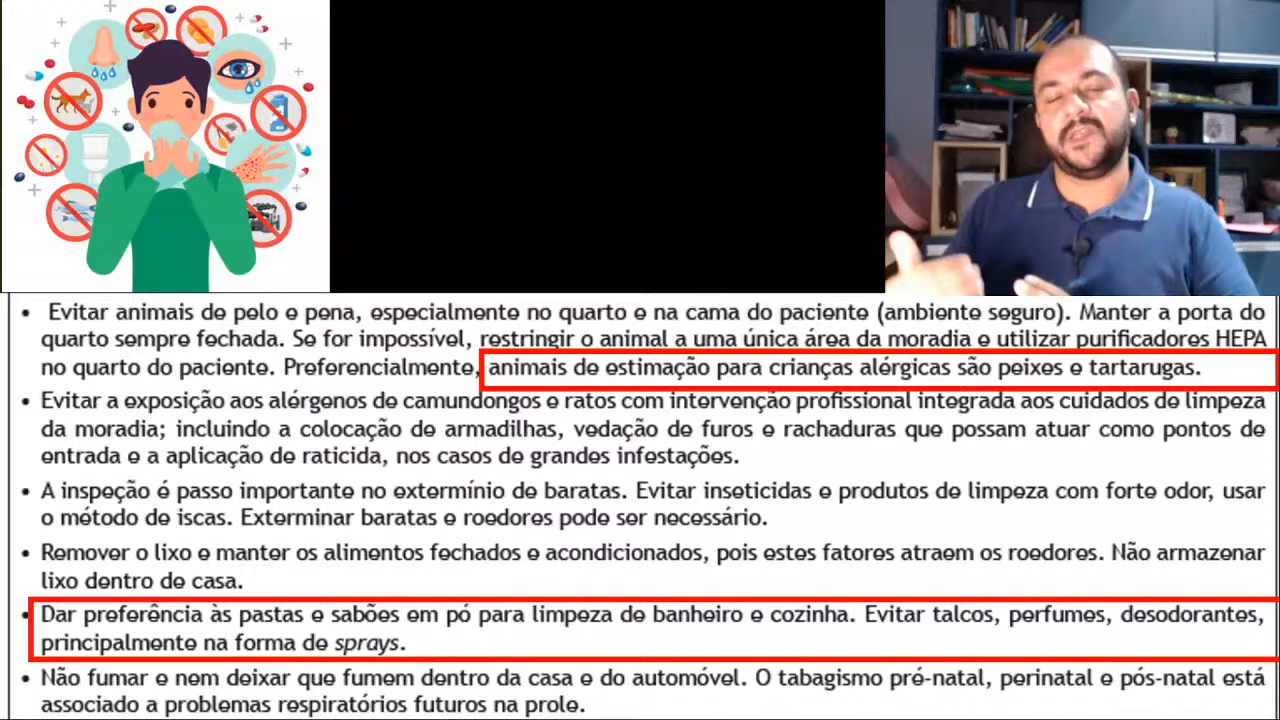 • Evitar animais de pelo e pena, especialmente no quarto e na cama do paciente (ambiente seguro). Manter a porta do
quarto sempre fechada. Se for impossível, restringir o animal a uma única área da moradia e utilizar purificadores HEPA
no quarto do paciente. Preferencialmente, animais de estimação para crianças alérgicas são peixes e tartarugas.
• Evitar a exposição aos alérgenos de camundongos e ratos com intervenção profissional integrada aos cuidados de limpeza
da moradia; incluindo a colocação de armadilhas, vedação de furos e rachaduras que possam atuar como pontos de
entrada e a aplicação de raticida, nos casos de grandes infestações.
• A inspeção é passo importante no extermínio de baratas. Evitar inseticidas e produtos de limpeza com forte odor, usar
o método de iscas. Exterminar baratas e roedores pode ser necessário.
• Remover o lixo e manter os alimentos fechados e acondicionados, pois estes fatores atraem os roedores. Não armazenar
lixo dentro de casa.
• Dar preferência às pastas e sabões em pó para limpeza de banheiro e cozinha. Evitar talcos, perfumes, desodorantes,
principalmente na forma de sprays.
• Não fumar e nem deixar que fumem dentro da casa e do automóvel. O tabagismo pré-natal, perinatal e pós-natal está
associado a problemas respiratórios futuros na prole.